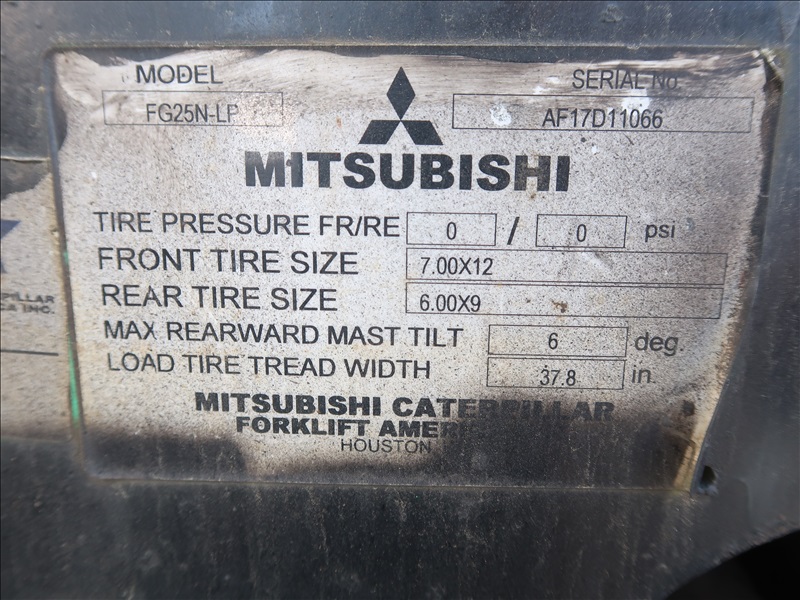 MODEL
SERIAL No
FG25N-LP
AF17D11066
MITSUBISHI
TIRE PRESSURE FR/RE 0 / 0 psi
FRONT TIRE SIZE 7.00X12
REAR TIRE SIZE 6.00X9
MAX REARWARD MAST TILT 6 deg.
LOAD TIRE TREAD WIDTH 37.8 in.
MITSUBISHI CATERPILLAR
FORKLIFT
HOUSTON
INC.